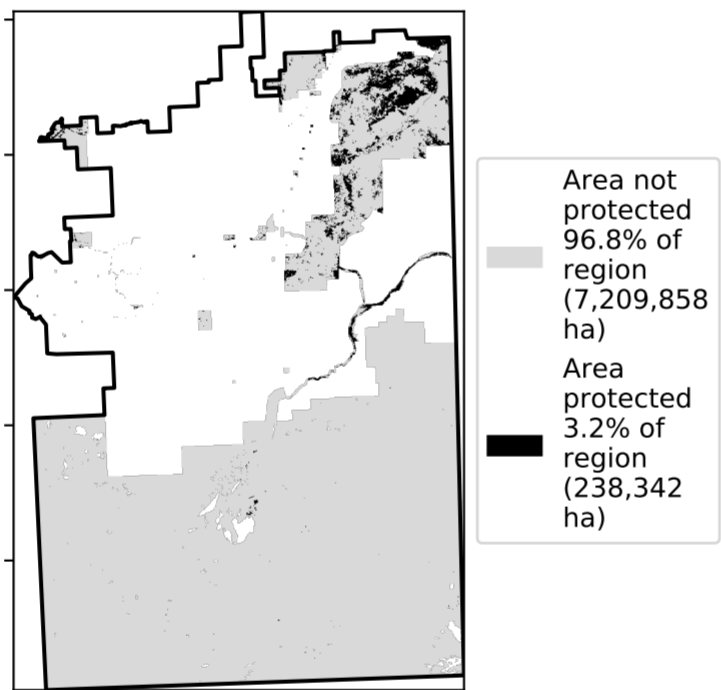 Area not
protected
96.8% of
region
(7,209,858
ha)
Area
protected
3.2% of
region
(238,342
ha)